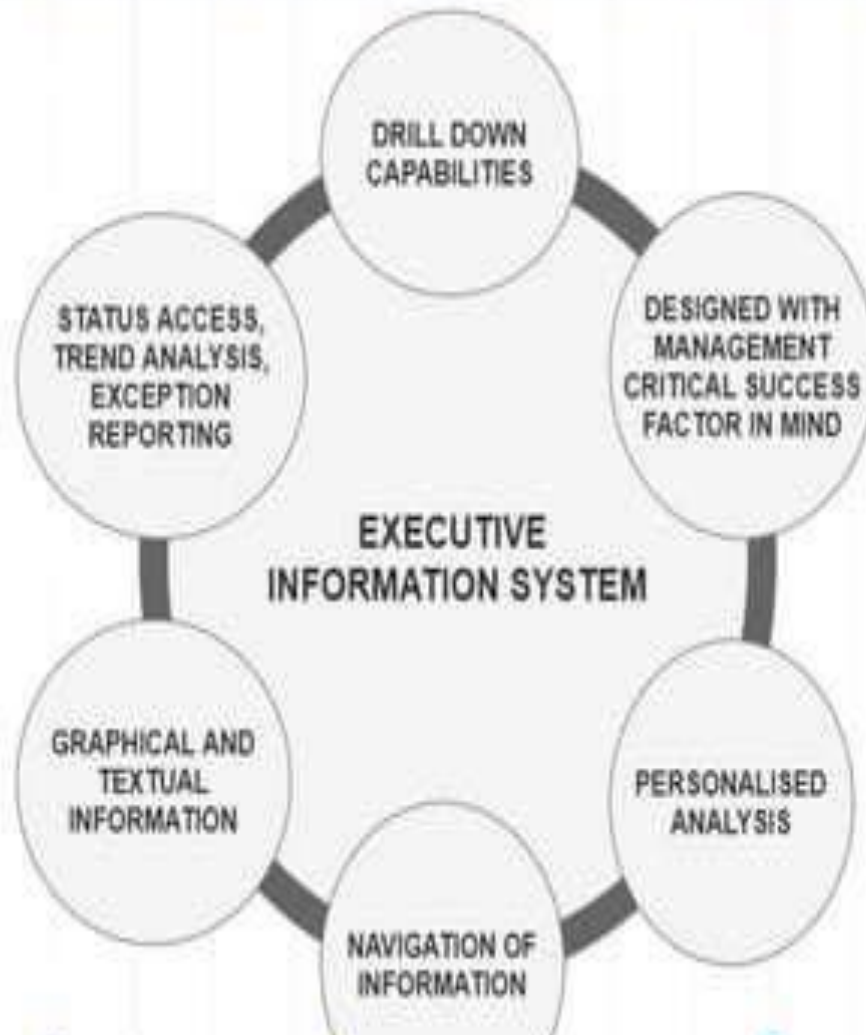 DRILL DOWN
CAPABILITIES
DESIGNED WITH
MANAGEMENT
CRITICAL SUCCESS
FACTOR IN MIND
STATUS ACCESS,
TREND ANALYSIS,
EXCEPTION
REPORTING
EXECUTIVE
INFORMATION SYSTEM
GRAPHICAL AND
TEXTUAL
INFORMATION
PERSONALISED
ANALYSIS
NAVIGATION OF
INFORMATION